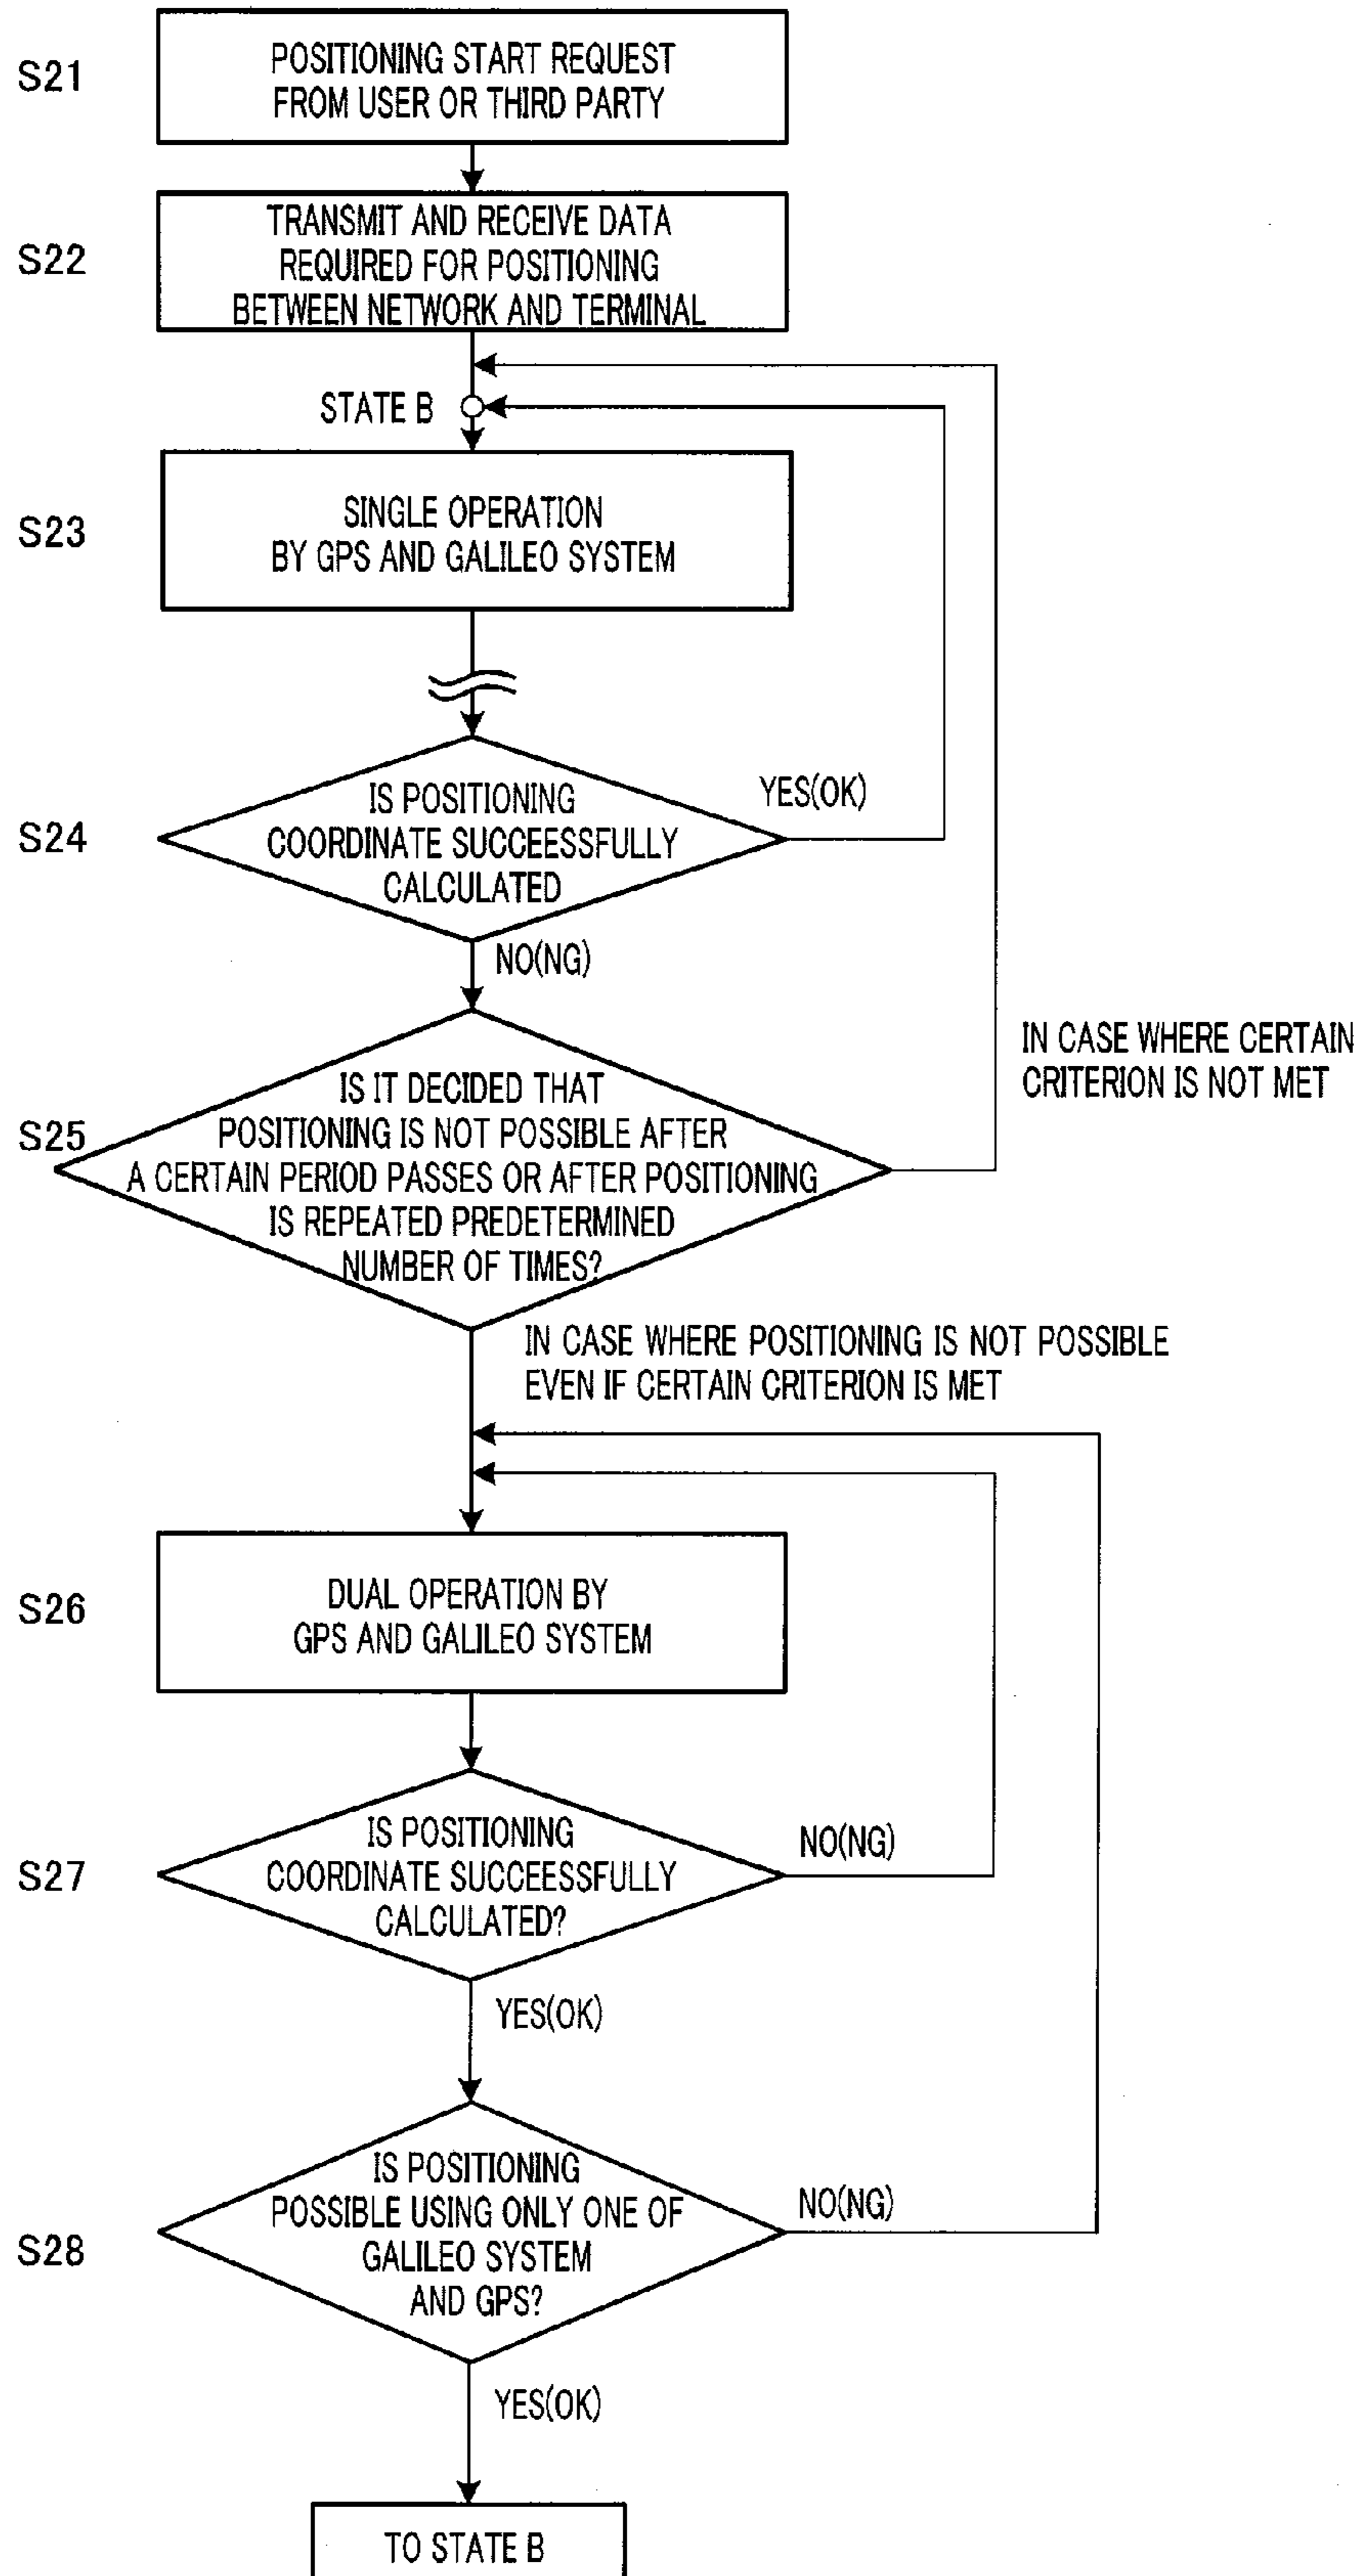 S21
POSITIONING START REQUEST
FROM USER OR THIRD PARTY
S22
TRANSMIT AND RECEIVE DATA
REQUIRED FOR POSITIONING
BETWEEN NETWORK AND TERMINAL
STATE B
S23
SINGLE OPERATION
BY GPS AND GALILEO SYSTEM
S24
IS POSITIONING
COORDINATE SUCCEESSFULLY
CALCULATED
YES(OK)
NO(NG)
S25
IS IT DECIDED THAT
POSITIONING IS NOT POSSIBLE AFTER
A CERTAIN PERIOD PASSES OR AFTER POSITIONING
IS REPEATED PREDETERMINED
NUMBER OF TIMES?
IN CASE WHERE CERTAIN
CRITERION IS NOT MET
IN CASE WHERE POSITIONING IS NOT POSSIBLE
EVEN IF CERTAIN CRITERION IS MET
S26
DUAL OPERATION BY
GPS AND GALILEO SYSTEM
S27
IS POSITIONING
COORDINATE SUCCEESSFULLY
CALCULATED?
NO(NG)
YES(OK)
S28
IS POSITIONING
POSSIBLE USING ONLY ONE OF
GALILEO SYSTEM
AND GPS?
NO(NG)
YES(OK)
TO STATE B